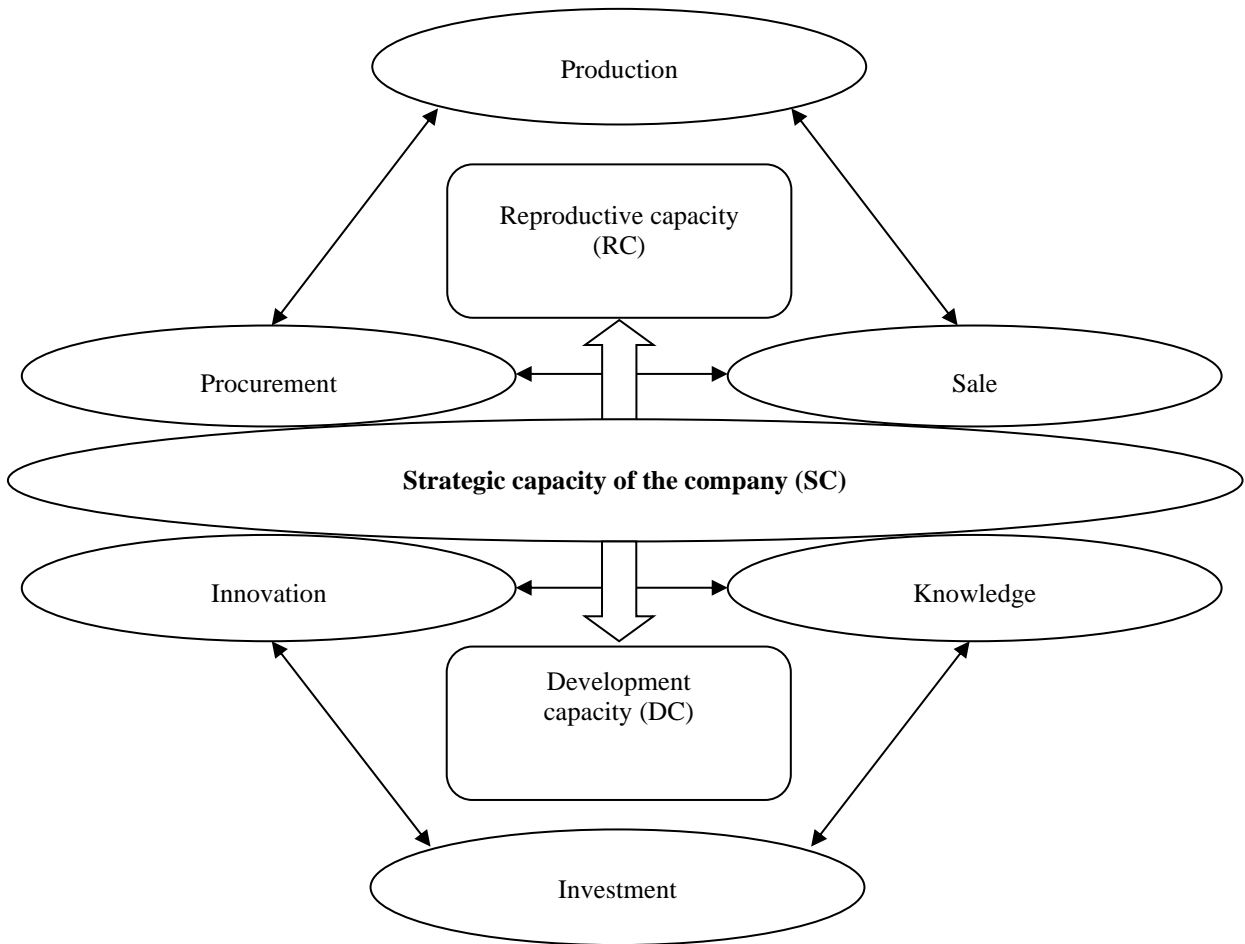 Production
Reproductive capacity
(RC)
Procurement
Sale
Strategic capacity of the company (SC)
Innovation
Knowledge
Development
capacity (DC)
Investment